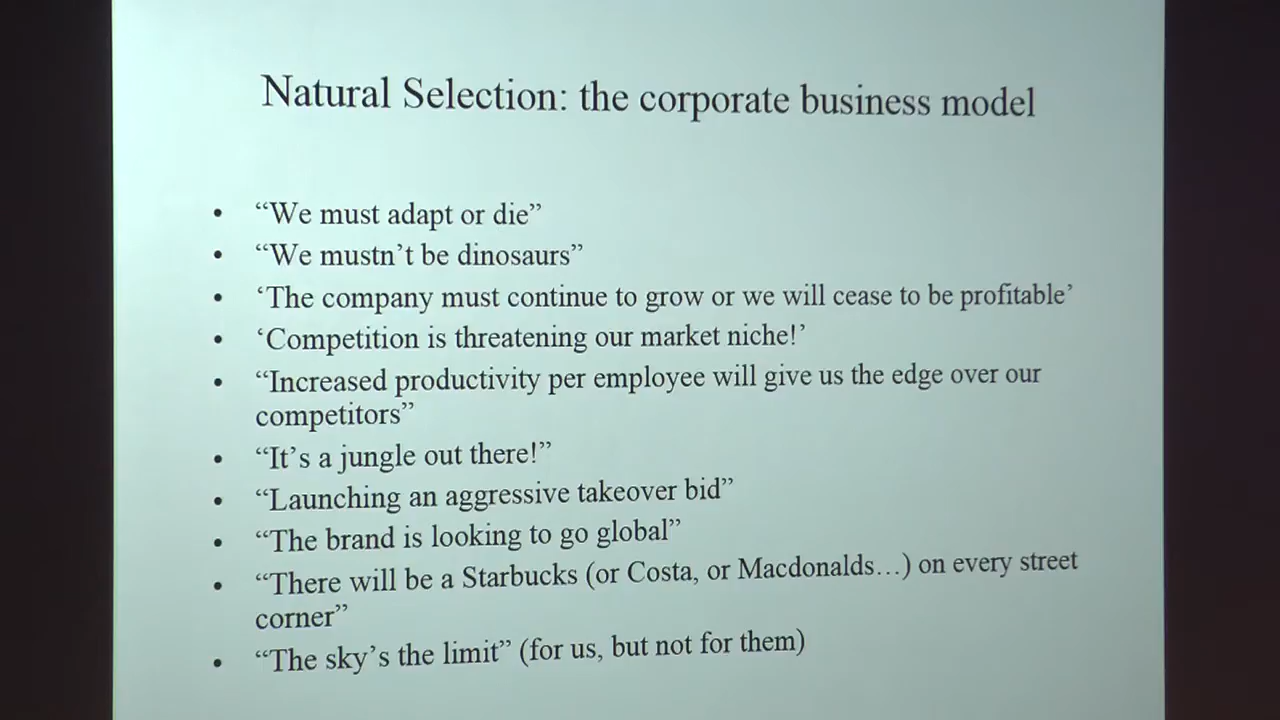 Natural Selection: the corporate business model
• “We must adapt or die”
• “We mustn’t be dinosaurs”
• ‘The company must continue to grow or we will cease to be profitable’
• ‘Competition is threatening our market niche!’
• “Increased productivity per employee will give us the edge over our
competitors”
• “It’s a jungle out there!”
• “Launching an aggressive takeover bid”
• “The brand is looking to go global”
• “There will be a Starbucks (or Costa, or Macdonalds…) on every street
corner”
• “The sky’s the limit” (for us, but not for them)